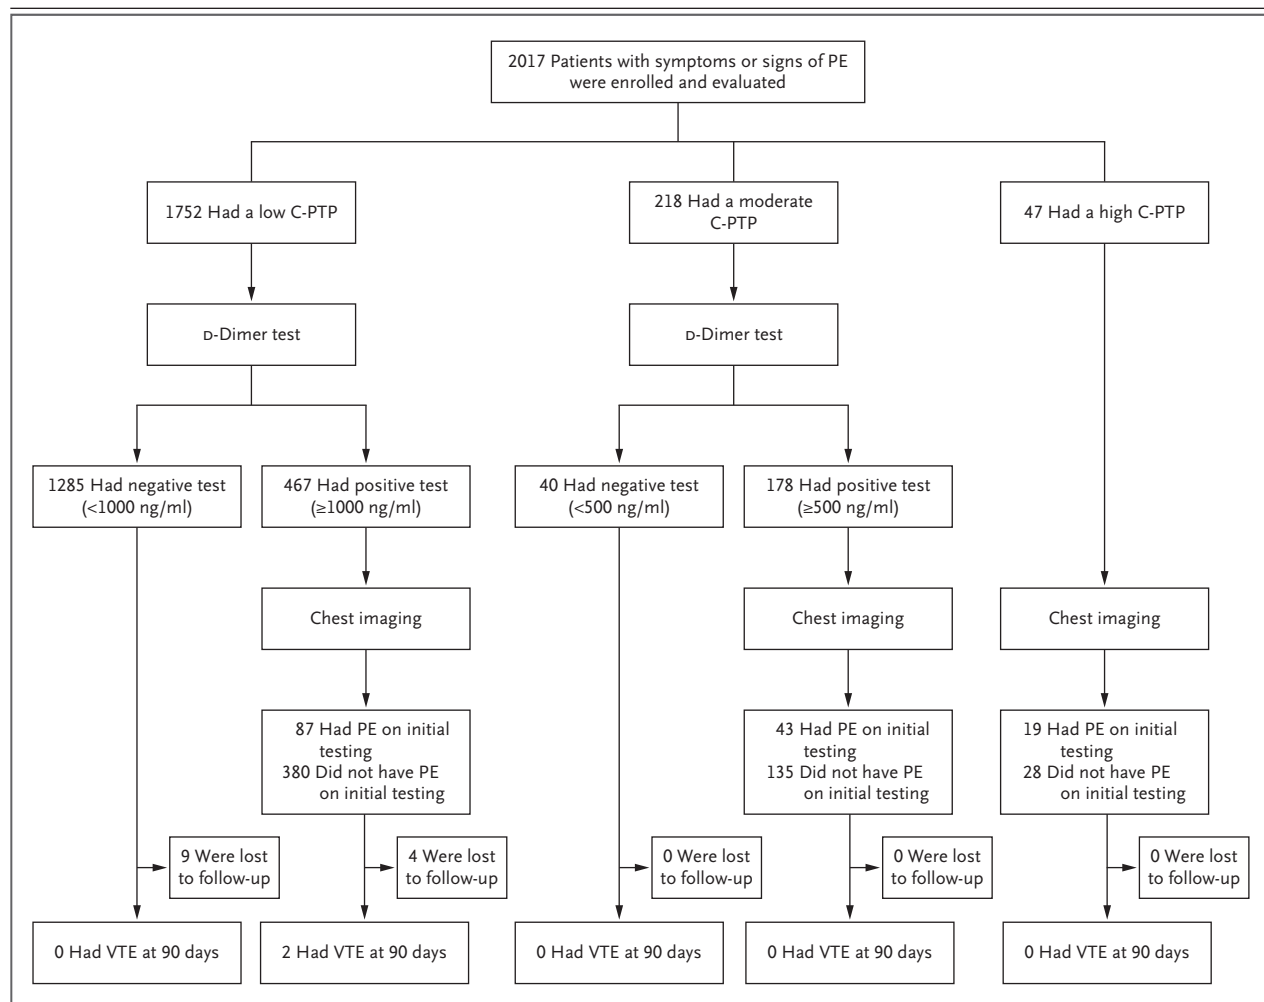 2017 Patients with symptoms or signs of PE
were enrolled and evaluated
1752 Had a low C-PTP
218 Had a moderate
C-PTP
47 Had a high C-PTP
D-Dimer test
D-Dimer test
1285 Had negative test
(<1000 ng/ml)
467 Had positive test
(≥1000 ng/ml)
40 Had negative test
(<500 ng/ml)
178 Had positive test
(≥500 ng/ml)
Chest imaging
Chest imaging
Chest imaging
87 Had PE on initial
testing
380 Did not have PE
on initial testing
43 Had PE on initial
testing
135 Did not have PE
on initial testing
19 Had PE on initial
testing
28 Did not have PE
on initial testing
9 Were lost
to follow-up
4 Were lost
to follow-up
0 Were lost
to follow-up
0 Were lost
to follow-up
0 Were lost
to follow-up
0 Had VTE at 90 days
2 Had VTE at 90 days
0 Had VTE at 90 days
0 Had VTE at 90 days
0 Had VTE at 90 days